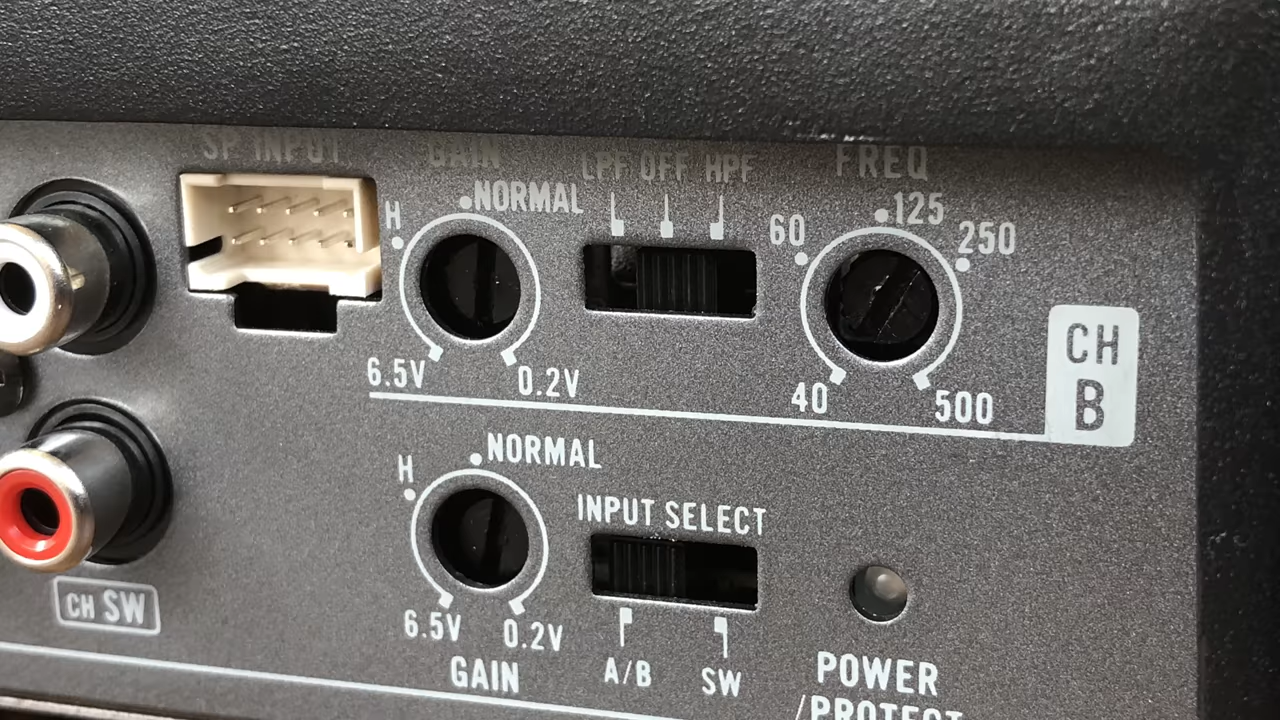 SP INPUT
GAIN
LPF OFF HPF
FREQ
H
NORMAL
60
125
250
6.5V
0.2V
40
500
CH
B
H
NORMAL
INPUT SELECT
CH SW
6.5V
0.2V
GAIN
A/B
SW
POWER
/PROTECT